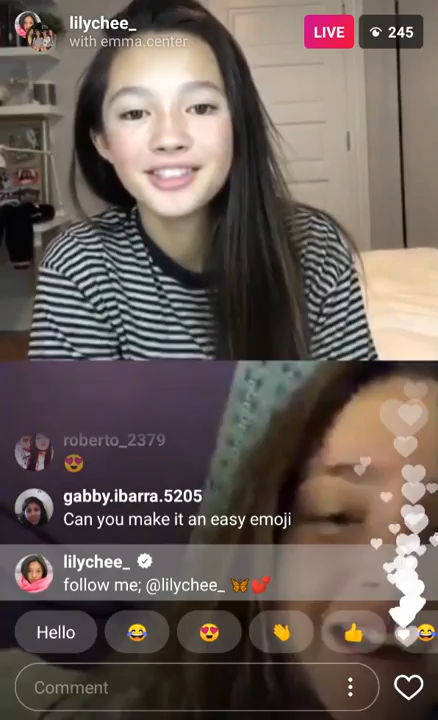 lilychee_
with emma.center
LIVE
245
roberto_2379
😍
gabby.ibarra.5205
Can you make it an easy emoji
lilychee_
follow me; @lilychee_ 🦋💕
Hello 😂 😍 👋 👍 😂
Comment